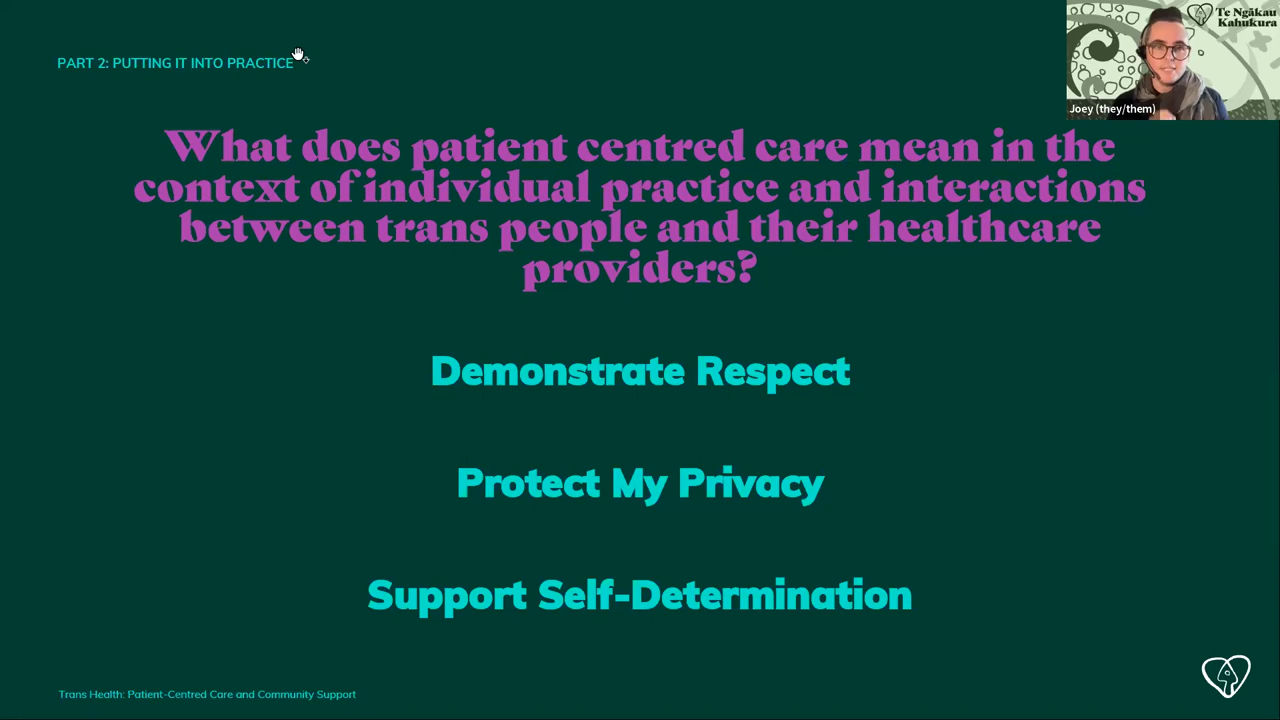 PART 2: PUTTING IT INTO PRACTICE
Te Ngākau
Kahukura
Joey (they/them)
What does patient centred care mean in the
context of individual practice and interactions
between trans people and their healthcare
providers?
Demonstrate Respect
Protect My Privacy
Support Self-Determination
Trans Health: Patient-Centred Care and Community Support